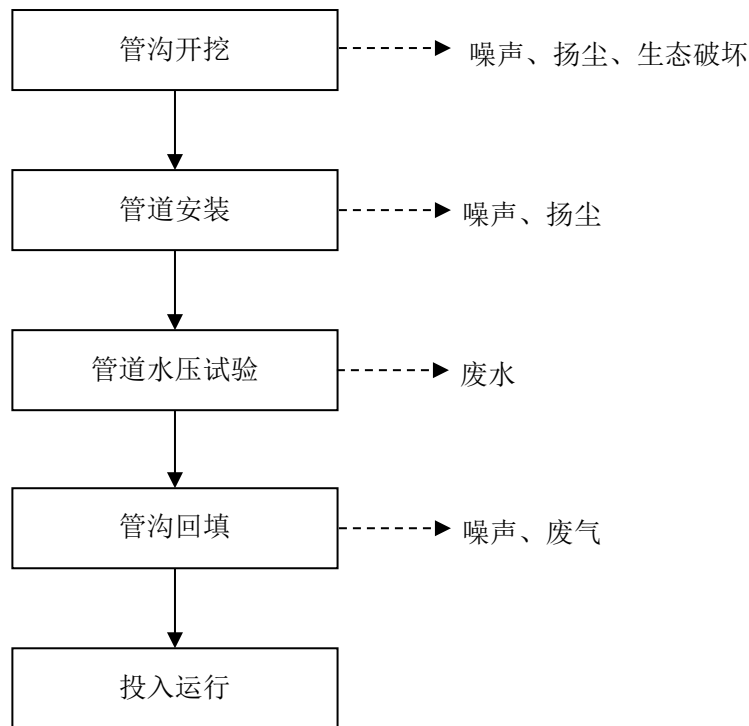 管沟开挖
噪声、扬尘、生态破坏
管道安装
噪声、扬尘
管道水压试验
废水
管沟回填
噪声、废气
投入运行